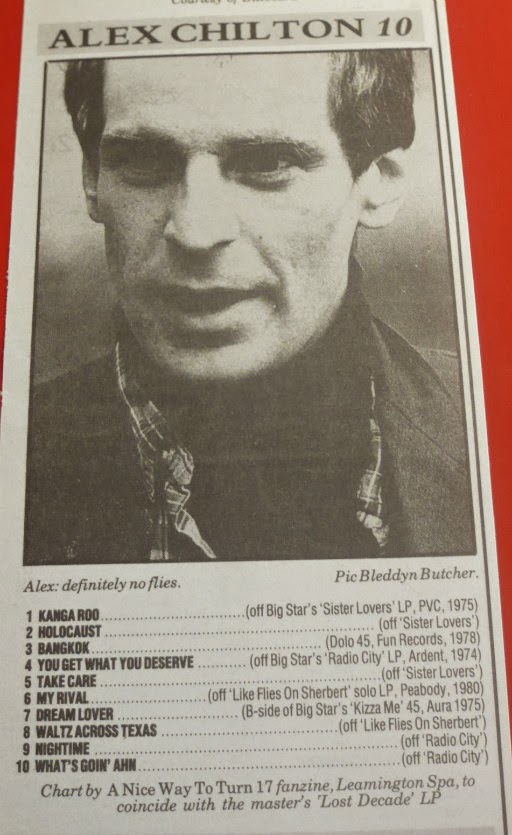 ALEX CHILTON 10
Alex: definitely no flies.
Pic Bleddyn Butcher.
1 KANGA ROO (off Big Star's 'Sister Lovers' LP, PVC, 1975)
2 HOLOCAUST (off 'Sister Lovers')
3 BANGKOK (Dolo 45, Fun Records, 1978)
4 YOU GET WHAT YOU DESERVE (off Big Star's 'Radio City' LP, Ardent, 1974)
5 TAKE CARE (off 'Sister Lovers')
6 MY RIVAL (off 'Like Flies On Sherbert' solo LP, Peabody, 1980)
7 DREAM LOVER (B-side of Big Star's 'Kizza Me' 45, Aura 1975)
8 WALTZ ACROSS TEXAS (off 'Like Flies On Sherbert')
9 NIGHTIME (off 'Radio City')
10 WHAT'S GOIN' AHN (off 'Radio City')
Chart by A Nice Way To Turn 17 fanzine, Leamington Spa, to
coincide with the master's 'Lost Decade' LP